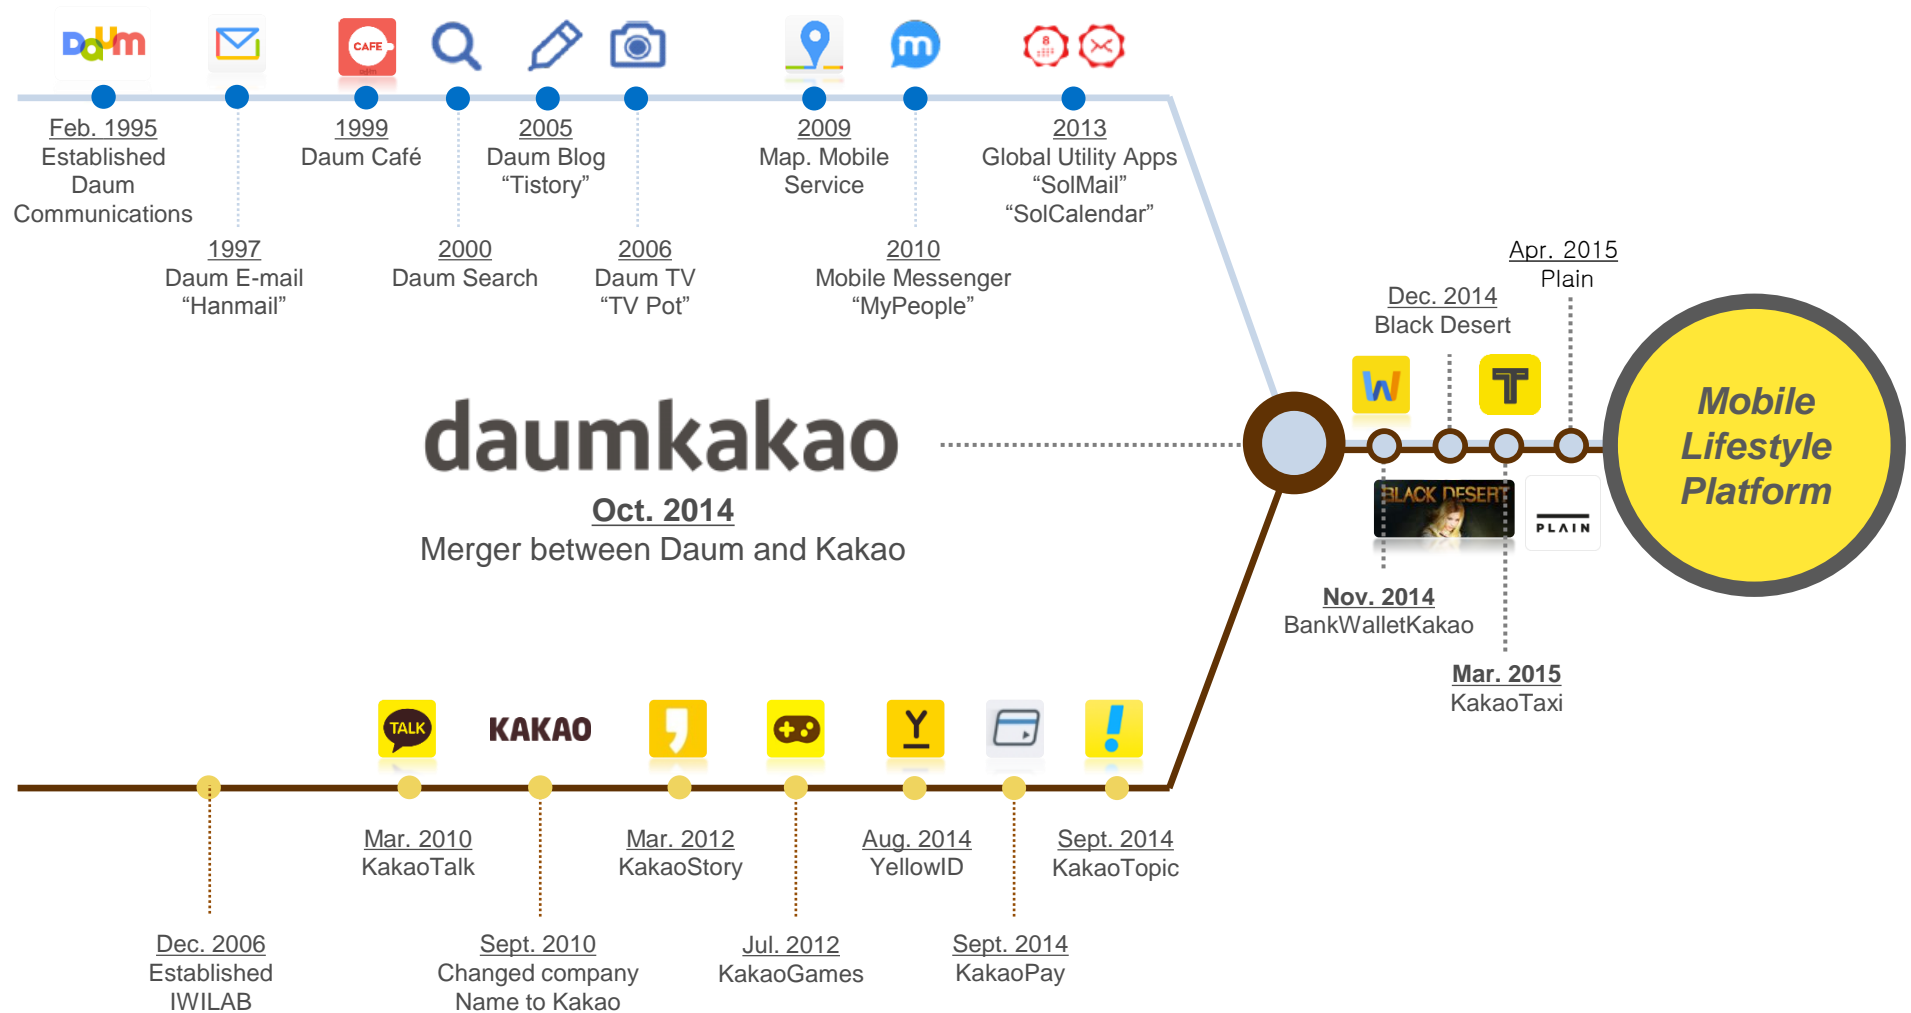 Daum
CAFE
8
m
Feb. 1995
Established
Daum
Communications
1997
Daum E-mail
“Hanmail”
1999
Daum Café
2000
Daum Search
2005
Daum Blog
“Tistory”
2006
Daum TV
“TV Pot”
2009
Map. Mobile
Service
2010
Mobile Messenger
“MyPeople”
2013
Global Utility Apps
“SolMail”
“SolCalendar”
daumkakao
Oct. 2014
Merger between Daum and Kakao
W
Nov. 2014
BankWalletKakao
Dec. 2014
Black Desert
BLACK DESERT
T
Mar. 2015
KakaoTaxi
Apr. 2015
Plain
PLAIN
Mobile
Lifestyle
Platform
TALK
KAKAO
Y
Dec. 2006
Established
IWILAB
Mar. 2010
KakaoTalk
Sept. 2010
Changed company
Name to Kakao
Mar. 2012
KakaoStory
Jul. 2012
KakaoGames
Aug. 2014
YellowID
Sept. 2014
KakaoPay
Sept. 2014
KakaoTopic